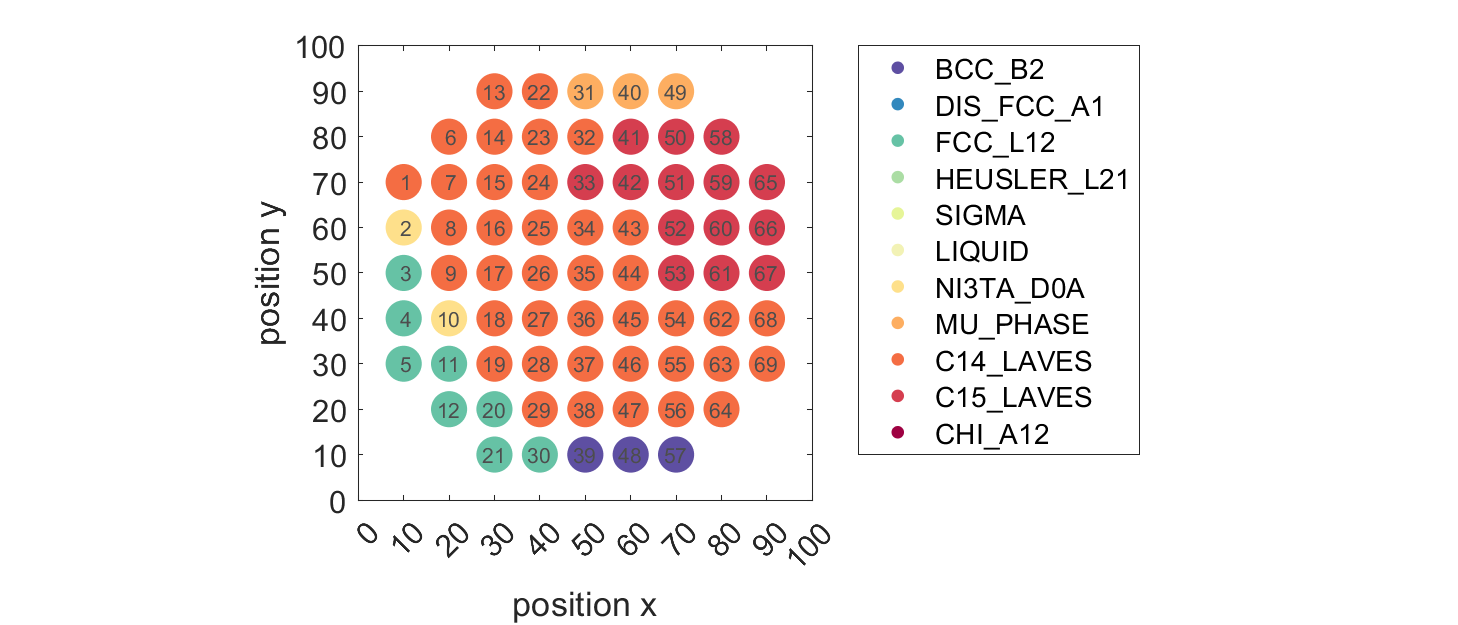 100
90 13 22 31 40 49
80 6 14 23 32 41 50 58
70 1 7 15 24 33 42 51 59 65
60 2 8 16 25 34 43 52 60 66
50 3 9 17 26 35 44 53 61 67
40 4 10 18 27 36 45 54 62 68
30 5 11 19 28 37 46 55 63 69
20 12 20 29 38 47 56 64
10 21 30 39 48 57
0
0 10 20 30 40 50 60 70 80 90 100
position x
position y
BCC_B2
DIS_FCC_A1
FCC_L12
HEUSLER_L21
SIGMA
LIQUID
NI3TA_D0A
MU_PHASE
C14_LAVES
C15_LAVES
CHI_A12